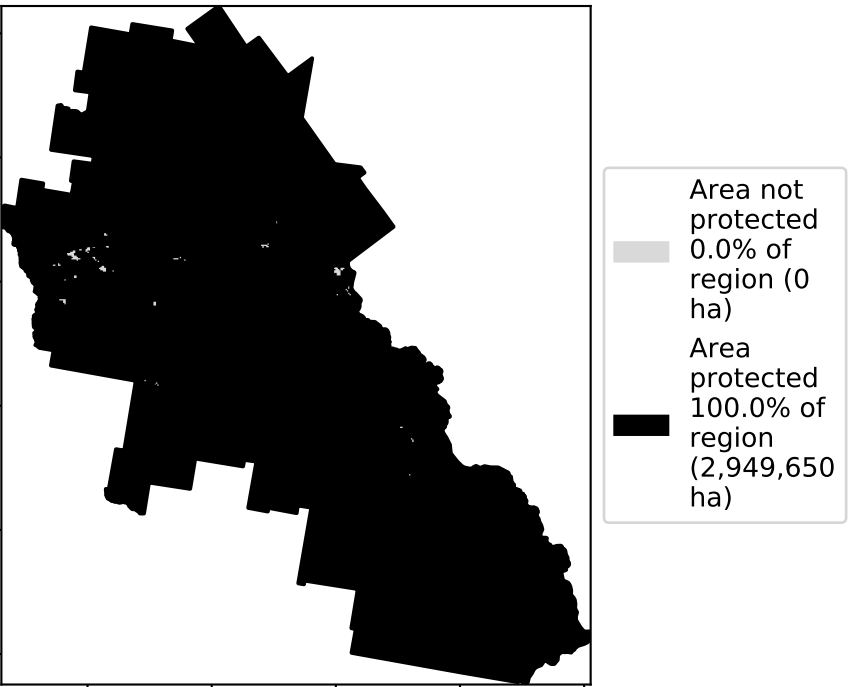 Area not
protected
0.0% of
region (0
ha)
Area
protected
100.0% of
region
(2,949,650
ha)